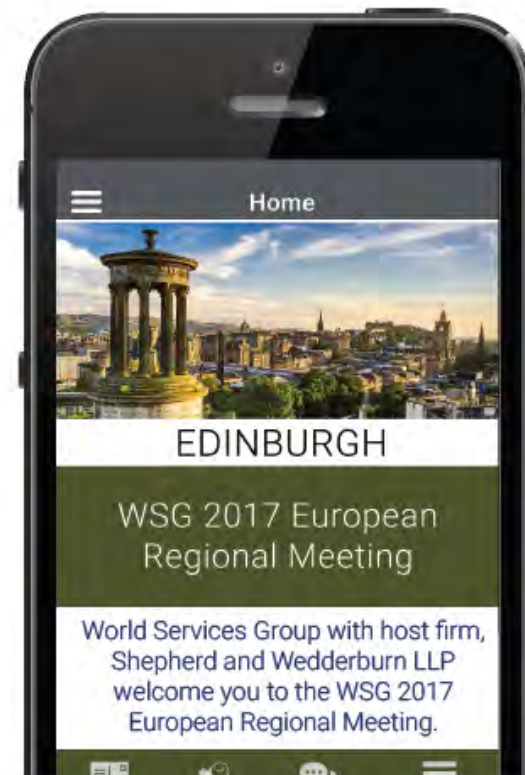 Home
EDINBURGH
WSG 2017 European
Regional Meeting
World Services Group with host firm,
Shepherd and Wedderburn LLP
welcome you to the WSG 2017
European Regional Meeting.